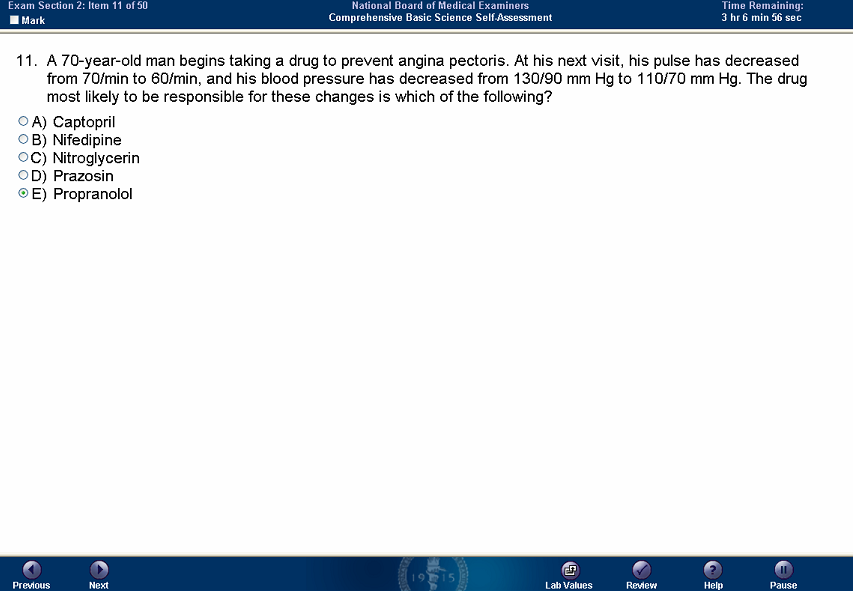 Exam Section 2: Item 11 of 50
National Board of Medical Examiners
Time Remaining:
Mark
Comprehensive Basic Science Self-Assessment
3 hr 6 min 56 sec
11. A 70-year-old man begins taking a drug to prevent angina pectoris. At his next visit, his pulse has decreased
from 70/min to 60/min, and his blood pressure has decreased from 130/90 mm Hg to 110/70 mm Hg. The drug
most likely to be responsible for these changes is which of the following?
A) Captopril
B) Nifedipine
C) Nitroglycerin
D) Prazosin
E) Propranolol
1915
Previous Next Lab Values Review Help Pause